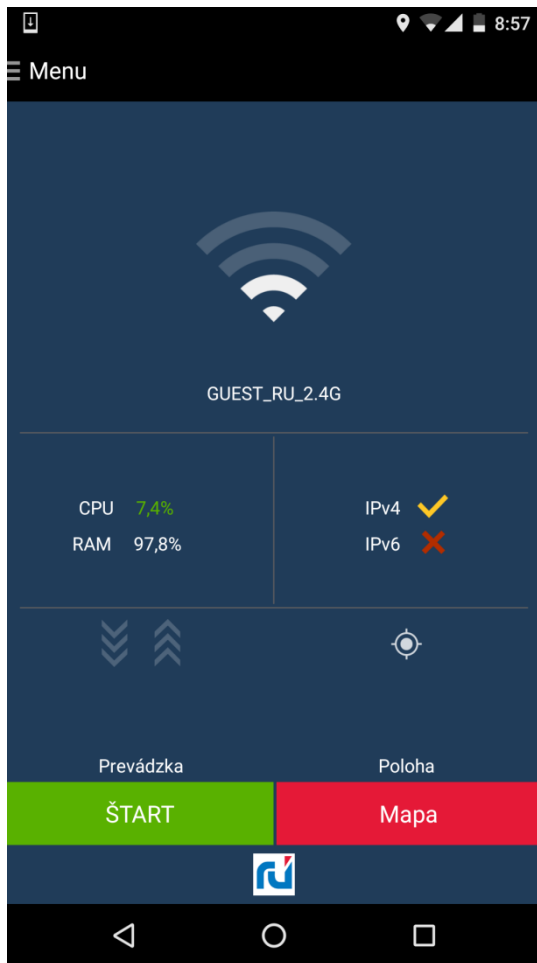 8:57
Menu
GUEST_RU_2.4G
CPU 7,4%
RAM 97,8%
IPv4
IPv6
Prevádzka
Poloha
ŠTART
Mapa